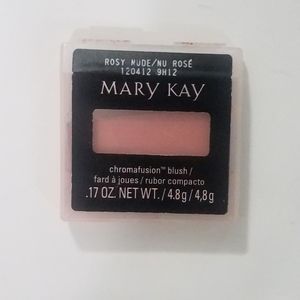 ROSY NUDE/NU ROSÉ
120412 9H12
MARY KAY
chromafusion™ blush /
fard à joues / rubor compacto
.17 OZ. NET WT. / 4.8g / 4,8g